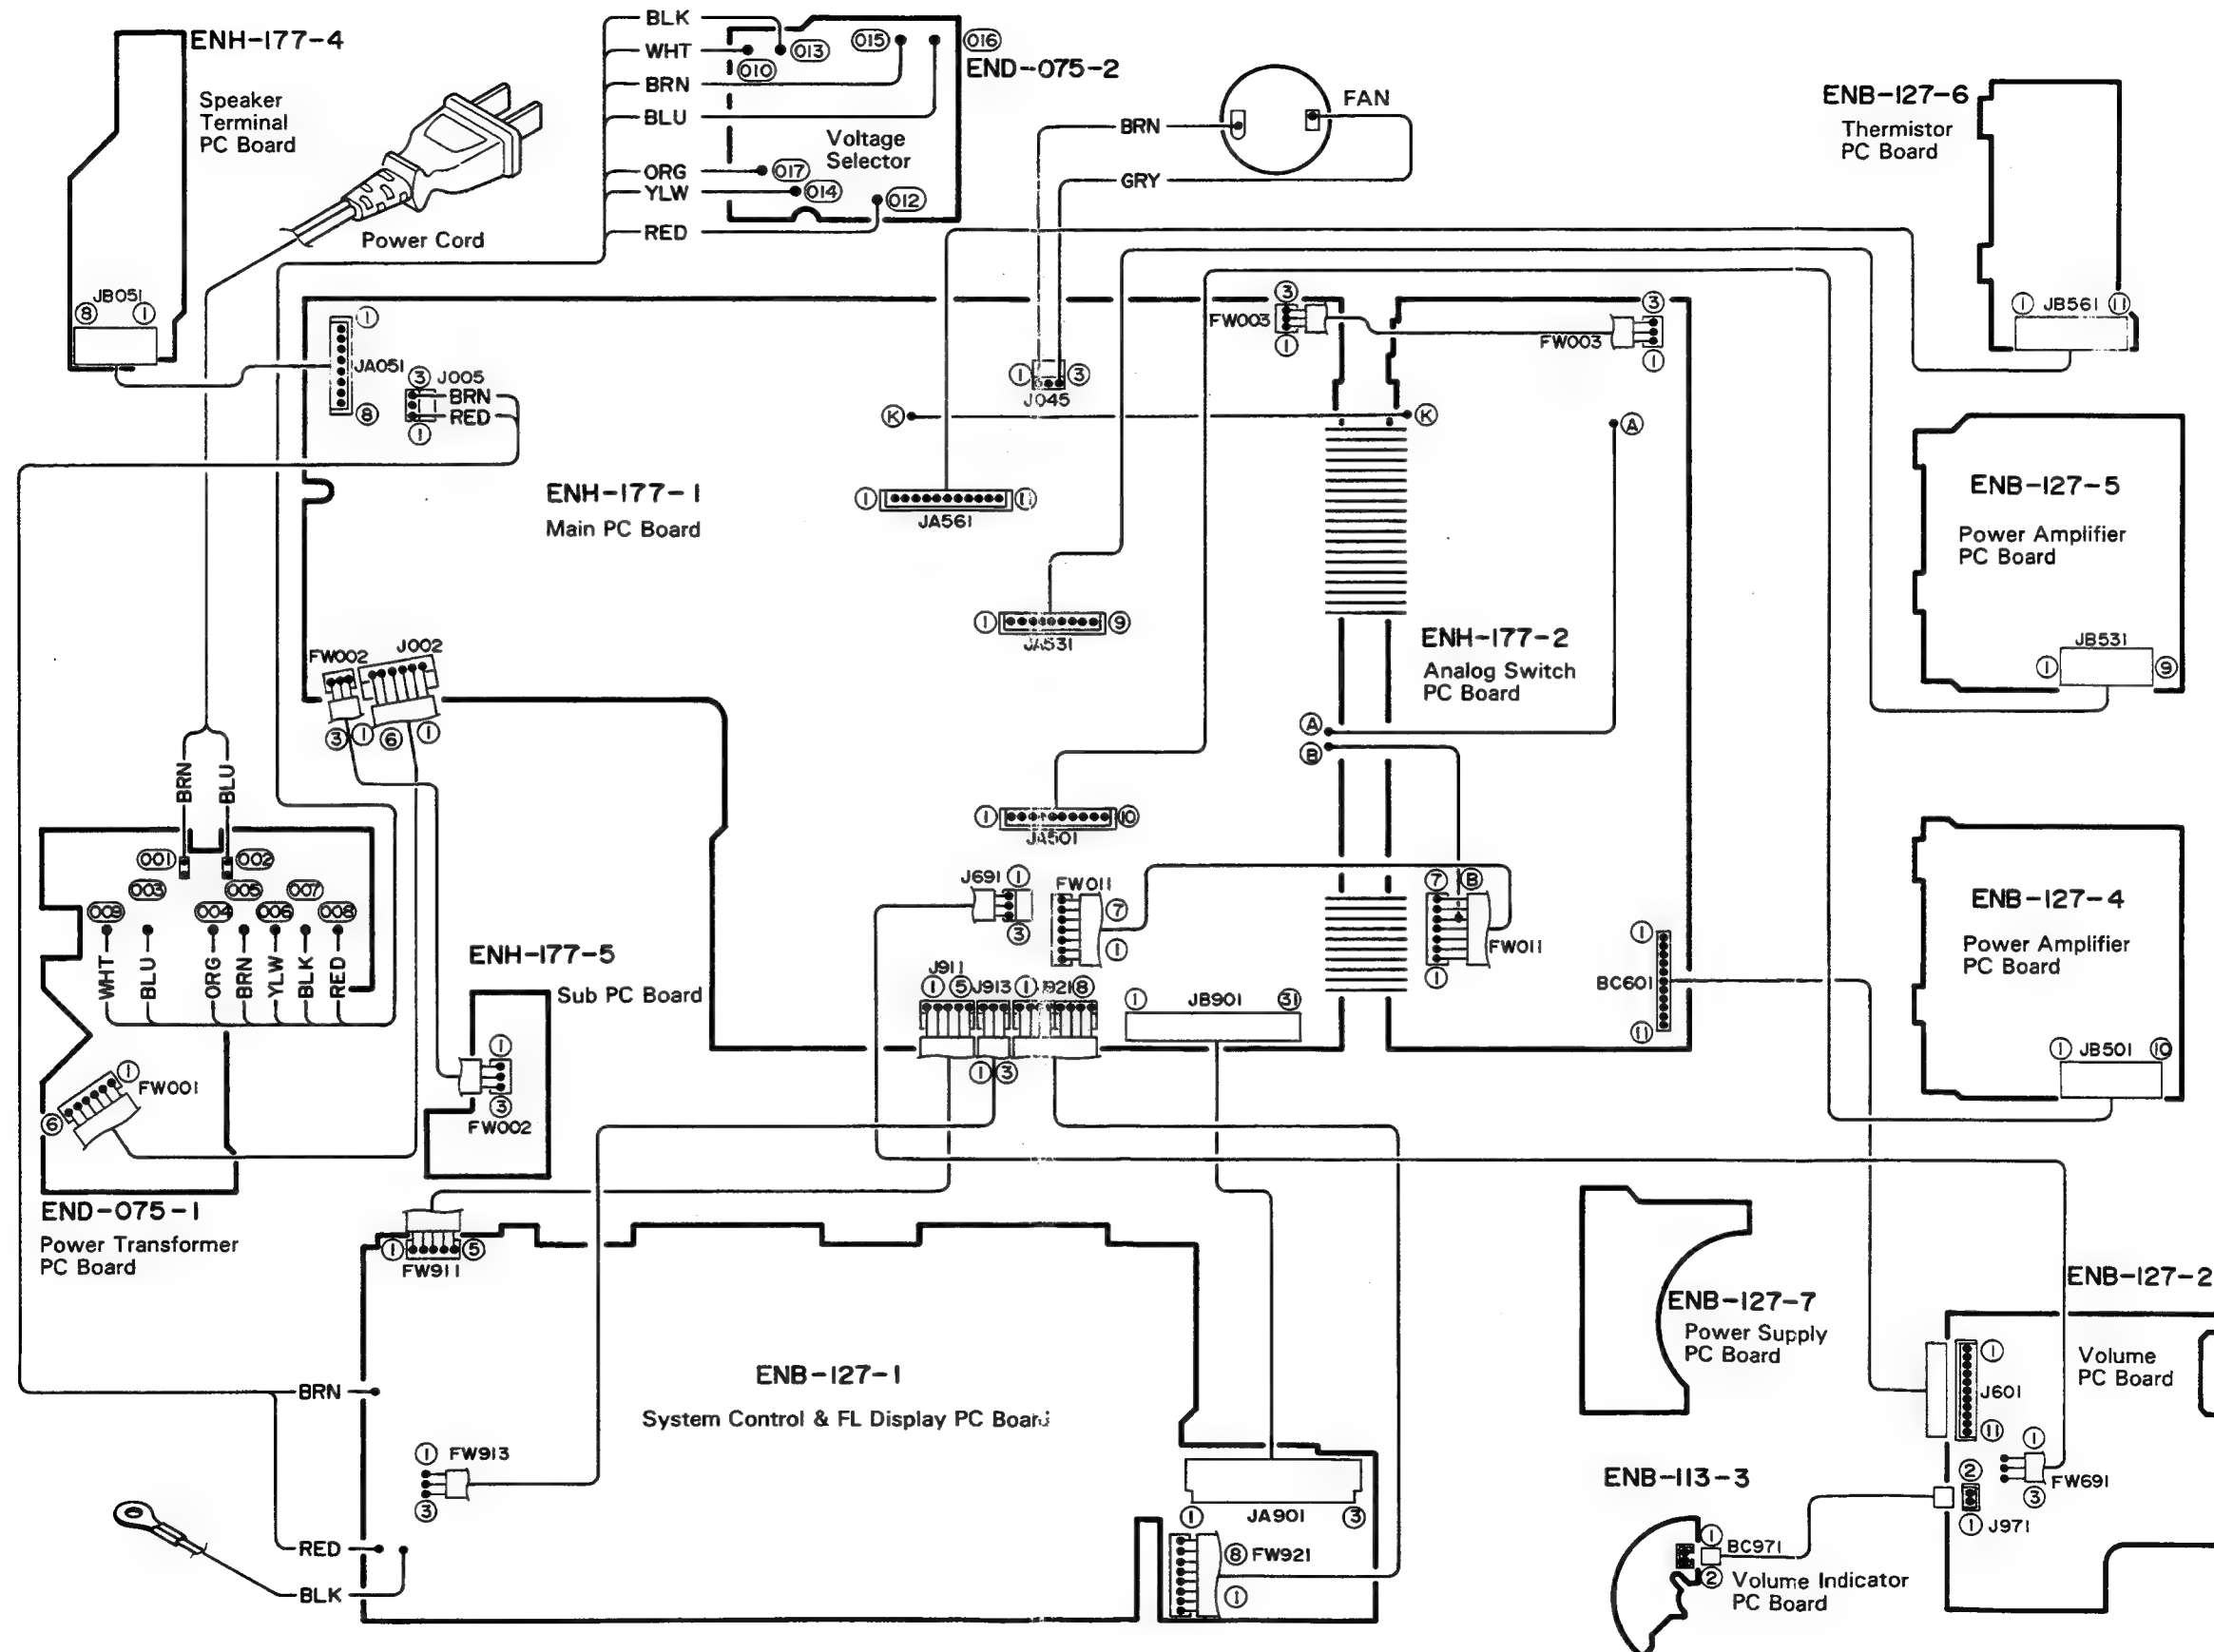 ENH-177-4
Speaker
Terminal
PC Board
JB051
⑧ ①
Power Cord
BLK
WHT
BRN
BLU
ORG
YLW
RED
013
010
015
016
017
014
012
END-075-2
Voltage
Selector
FAN
BRN
GRY
ENB-127-6
Thermistor
PC Board
① JB561 ⑪
① JA051 ⑧
③ J005 ①
BRN
RED
① ③
J045
③ FW003 ①
③ FW003 ①
Ⓚ Ⓚ
Ⓐ
ENH-177-1
Main PC Board
① ⑪
JA561
① ⑨
JA531
ENB-127-5
Power Amplifier
PC Board
JB531
① ⑨
ENH-177-2
Analog Switch
PC Board
Ⓐ
Ⓑ
FW002 J002
③ ① ⑥ ①
BRN
BLU
① ⑩
JA501
001 002
003 005 007
009 004 006 008
WHT
BLU
ORG
BRN
YLW
BLK
RED
J691 ① ③
FW011 ⑦ ①
⑦ Ⓑ FW011 ①
ENB-127-4
Power Amplifier
PC Board
① JB501 ⑩
① BC601 ⑪
ENH-177-5
Sub PC Board
① ③
FW002
J911
① ⑤ J913 ① J921 ⑧
① ③
① JB901 ㉛
① FW001 ⑥
END-075-1
Power Transformer
PC Board
① ⑤
FW911
ENB-127-1
System Control & FL Display PC Board
BRN
① FW913
③
RED
BLK
JA901
① ③
⑧ FW921
①
ENB-127-7
Power Supply
PC Board
ENB-127-2
Volume
PC Board
① J601 ⑪
① FW691 ③
②
① J971
ENB-113-3
① BC971
② Volume Indicator
PC Board